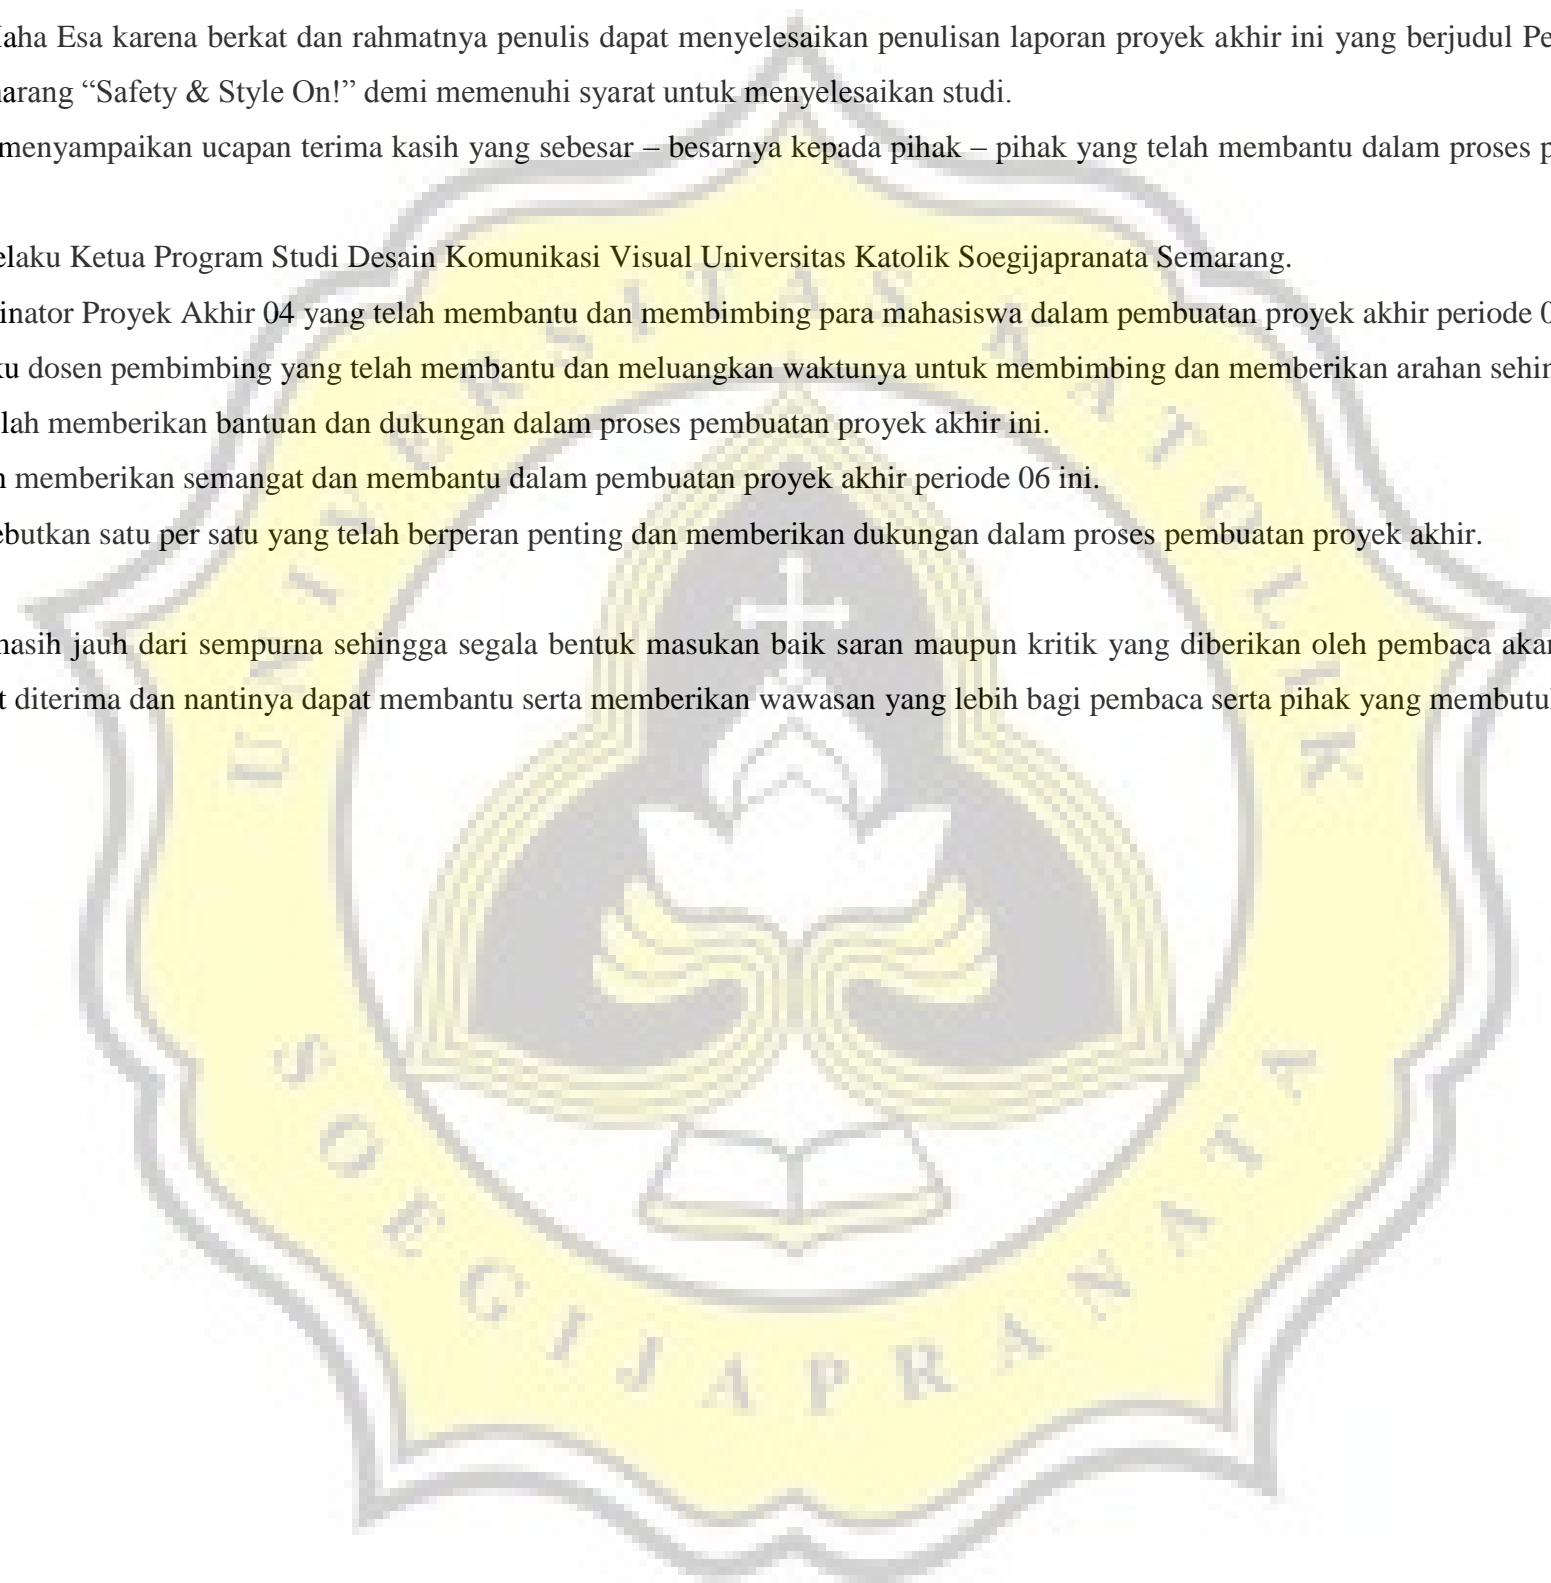 aha Esa karena berkat dan rahmatnya penulis dapat menyelesaikan penulisan laporan proyek akhir ini yang berjudul Pe
arang “Safety & Style On!” demi memenuhi syarat untuk menyelesaikan studi.
menyampaikan ucapan terima kasih yang sebesar – besarnya kepada pihak – pihak yang telah membantu dalam proses p
elaku Ketua Program Studi Desain Komunikasi Visual Universitas Katolik Soegijapranata Semarang.
inator Proyek Akhir 04 yang telah membantu dan membimbing para mahasiswa dalam pembuatan proyek akhir periode 0
ku dosen pembimbing yang telah membantu dan meluangkan waktunya untuk membimbing dan memberikan arahan sehin
lah memberikan bantuan dan dukungan dalam proses pembuatan proyek akhir ini.
n memberikan semangat dan membantu dalam pembuatan proyek akhir periode 06 ini.
ebutkan satu per satu yang telah berperan penting dan memberikan dukungan dalam proses pembuatan proyek akhir.
masih jauh dari sempurna sehingga segala bentuk masukan baik saran maupun kritik yang diberikan oleh pembaca akan
t diterima dan nantinya dapat membantu serta memberikan wawasan yang lebih bagi pembaca serta pihak yang membutu
UNIVERSITAS KATOLIK
SOEGIJAPRANATA